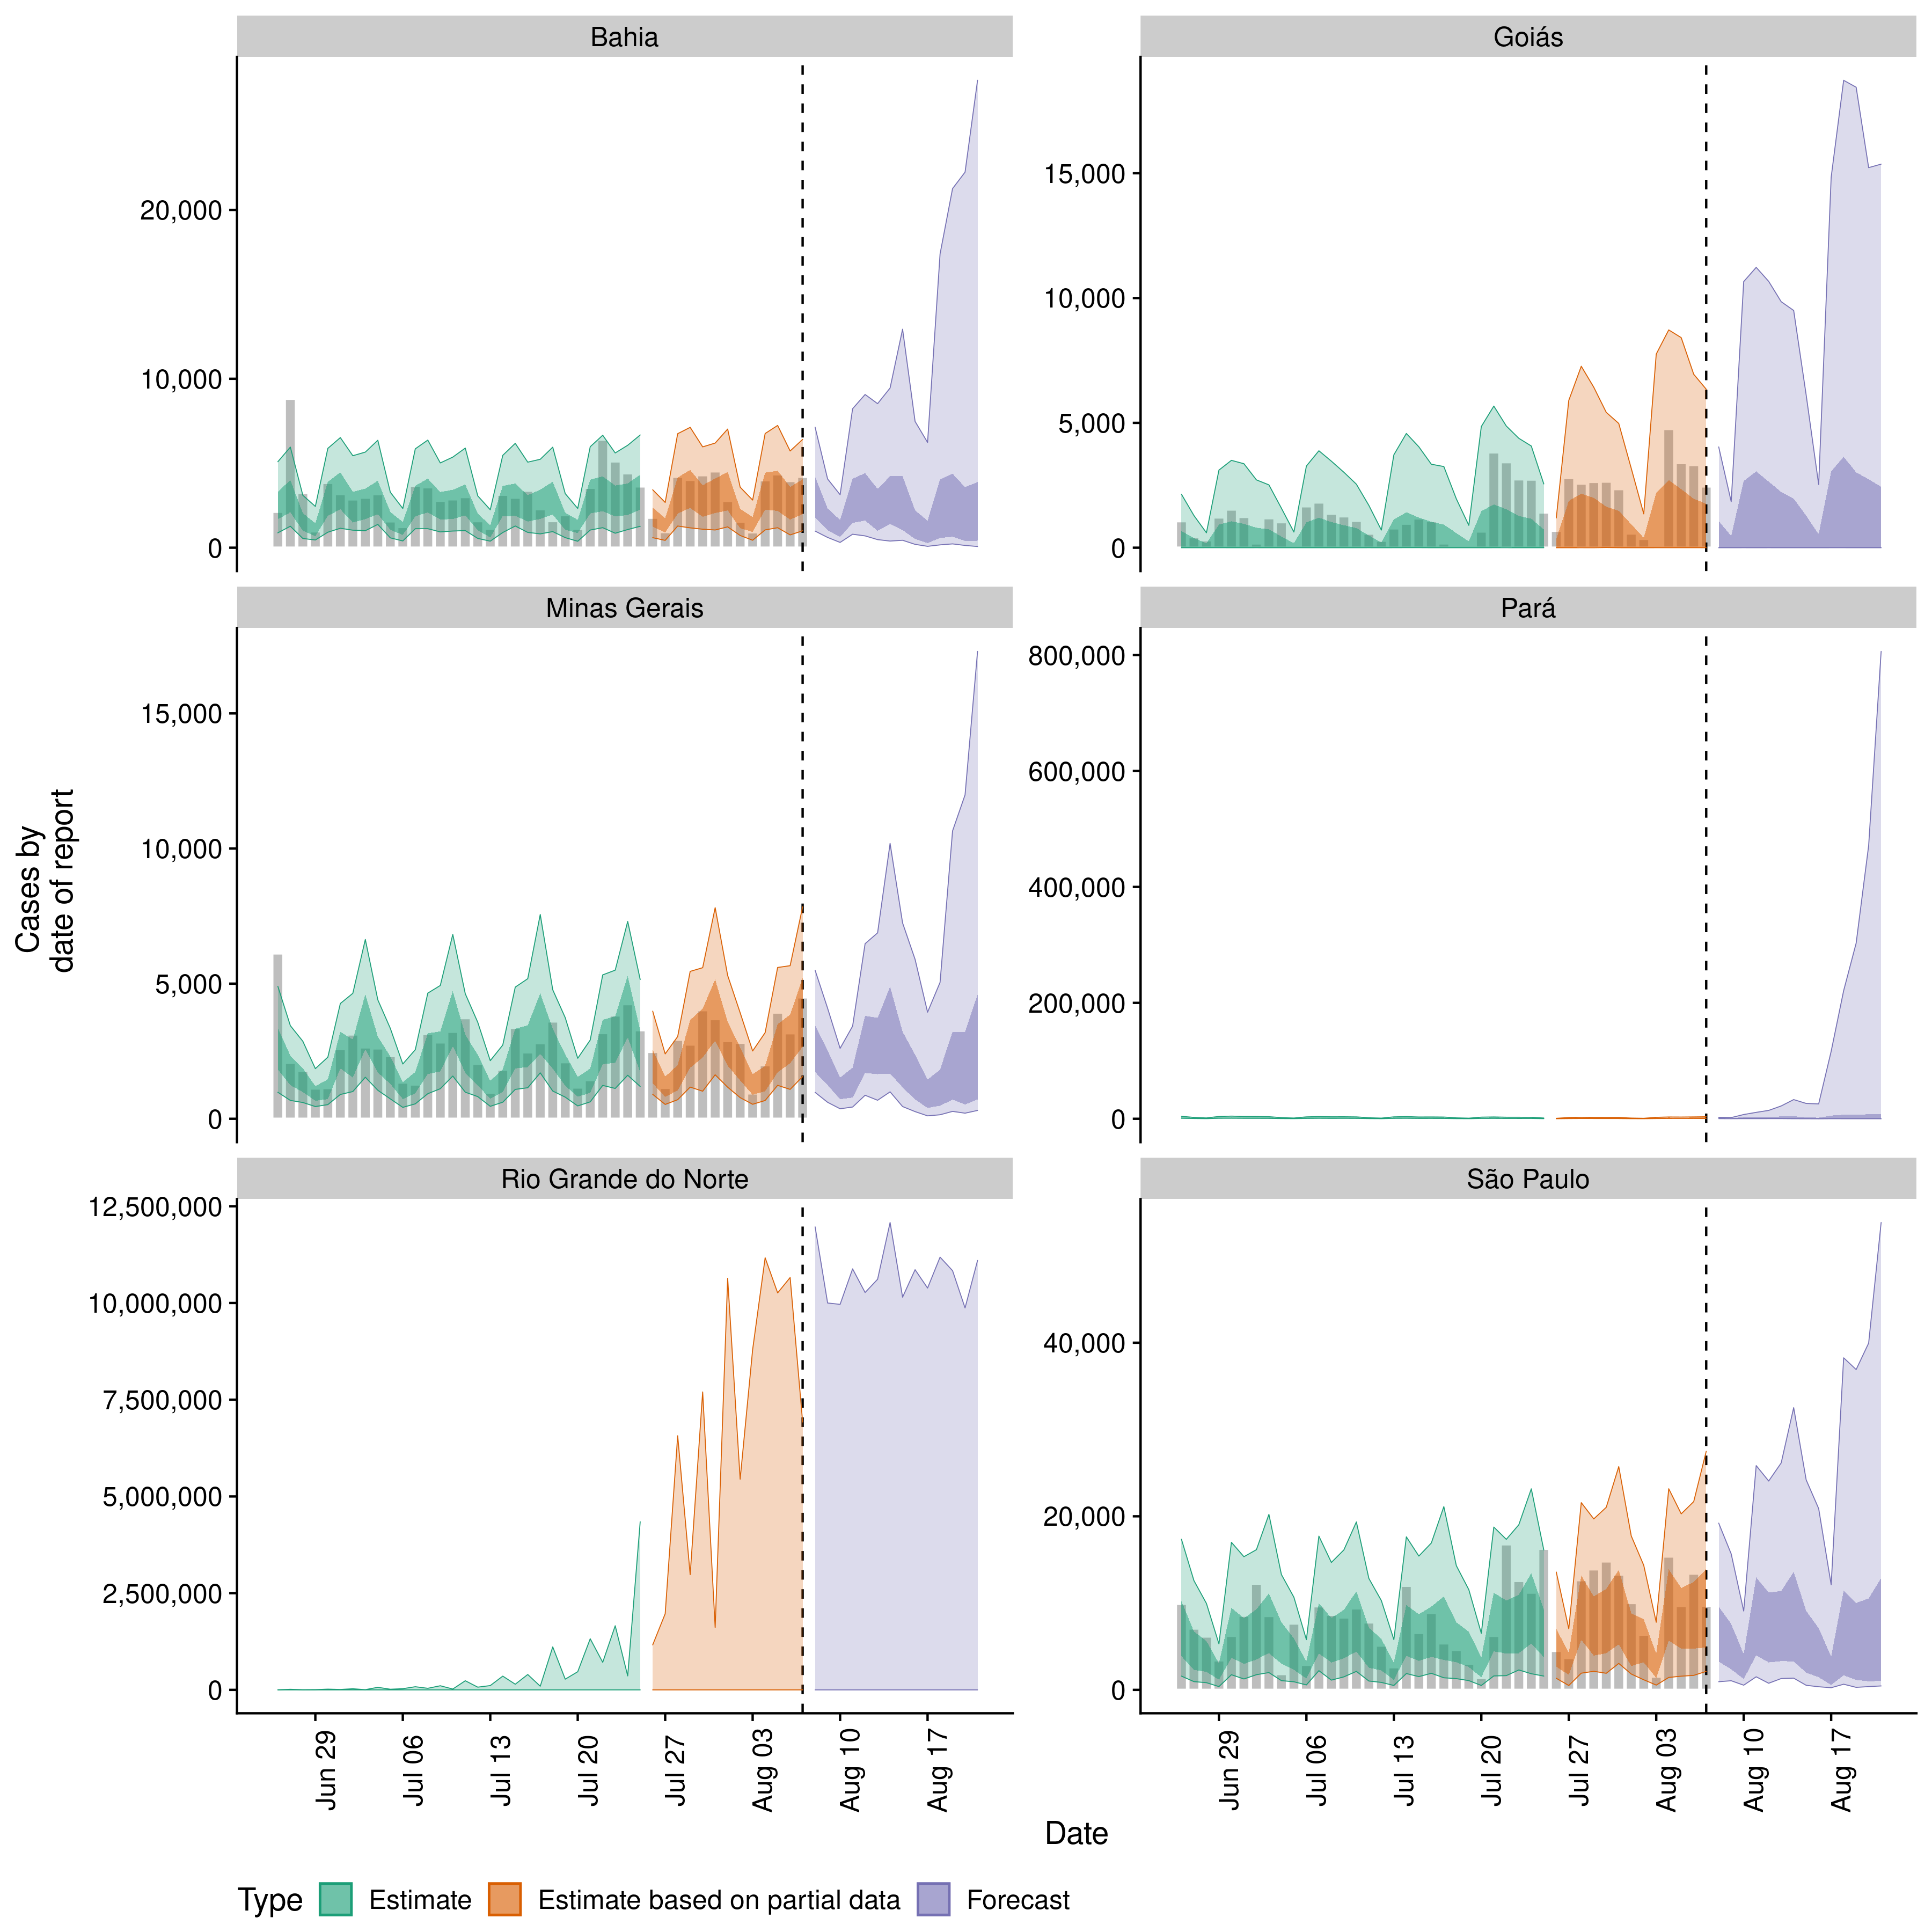 Bahia
Goiás
20,000
10,000
0
15,000
10,000
5,000
0
Minas Gerais
Pará
15,000
10,000
5,000
0
800,000
600,000
400,000
200,000
0
Cases by
date of report
Rio Grande do Norte
São Paulo
12,500,000
10,000,000
7,500,000
5,000,000
2,500,000
0
40,000
20,000
0
Jun 29
Jul 06
Jul 13
Jul 20
Jul 27
Aug 03
Aug 10
Aug 17
Jun 29
Jul 06
Jul 13
Jul 20
Jul 27
Aug 03
Aug 10
Aug 17
Date
Type
Estimate
Estimate based on partial data
Forecast